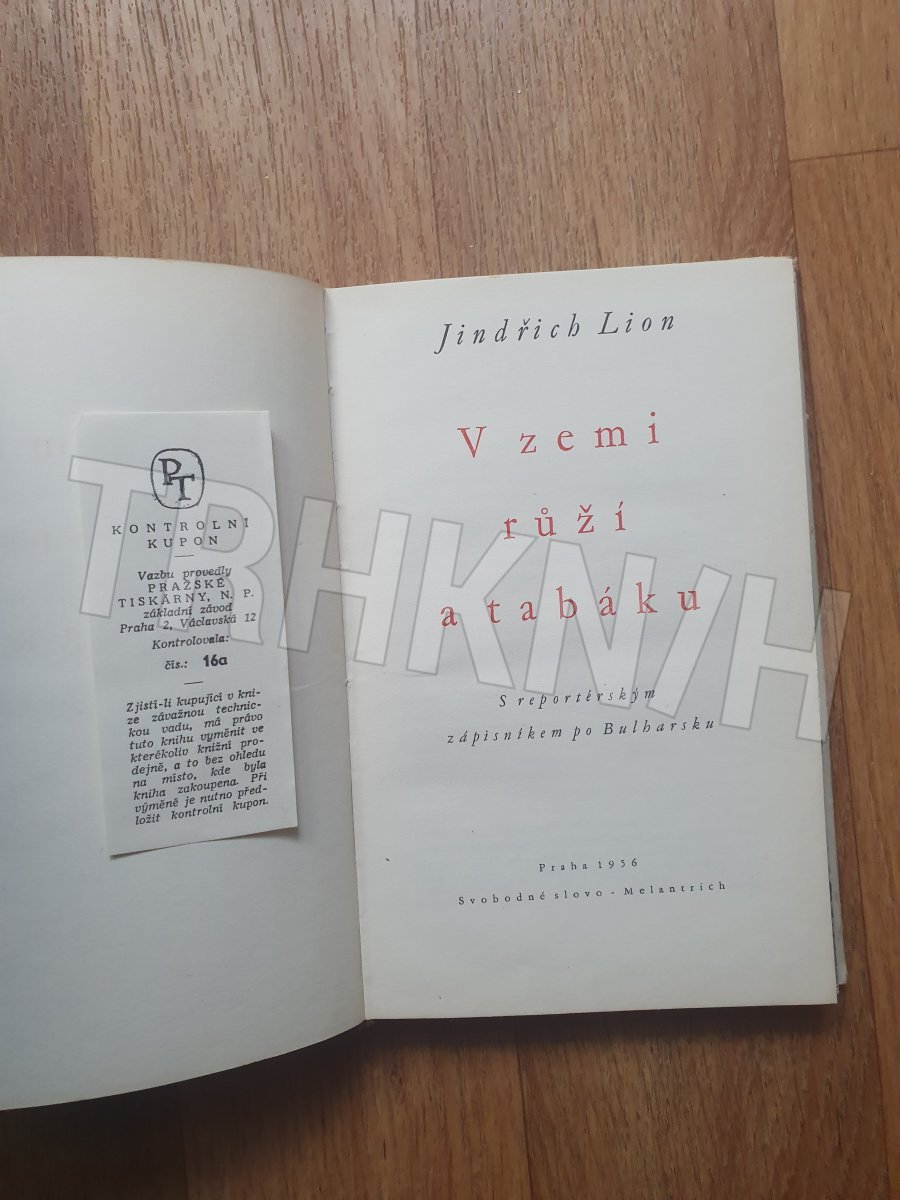 PT
KONTROLNI
KUPON
Vazbu provedly
PRAŽSKÉ
TISKÁRNY, N. P.
základní závod
Praha 2, Václavská 12
Kontrolovala:
čís.: 16a
Zjistí-li kupující v kni-
ze závažnou technic-
kou vadu, má právo
tuto knihu vyměnit ve
kterékoliv knižní pro-
dejně, a to bez ohledu
na místo, kde byla
kniha zakoupena. Při
výměně je nutno před-
ložit kontrolní kupon.
Jindřich Lion
V zemi
růží
a tabáku
S reportérským
zápisníkem po Bulharsku
Praha 1956
Svobodné slovo - Melantrich
TRHKNIH